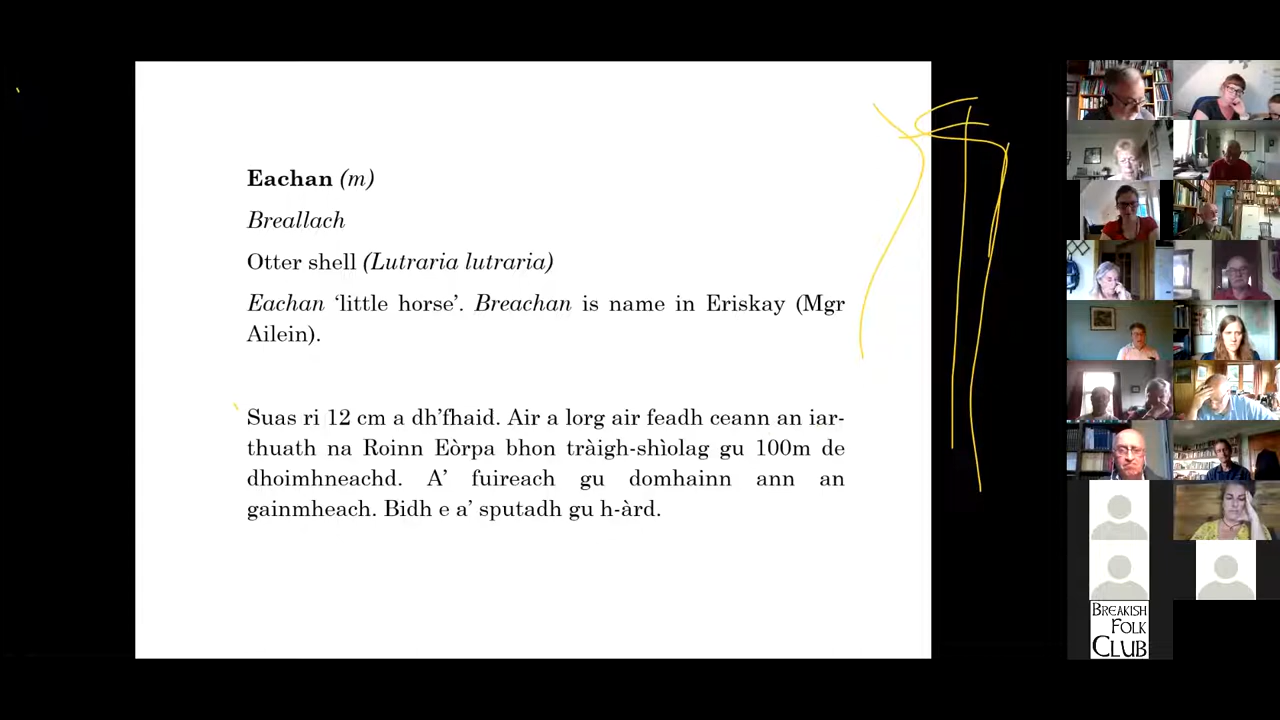 Eachan (m)
Breallach
Otter shell (Lutraria lutraria)
Eachan ‘little horse’. Breachan is name in Eriskay (Mgr
Ailein).
Suas ri 12 cm a dh’fhaid. Air a lorg air feadh ceann an iar-
thuath na Roinn Eòrpa bhon tràigh-shìolag gu 100m de
dhoimhneachd. A’ fuireach gu domhainn ann an
gainmheach. Bidh e a’ sputadh gu h-àrd.
BREAKISH
FOLK
CLUB